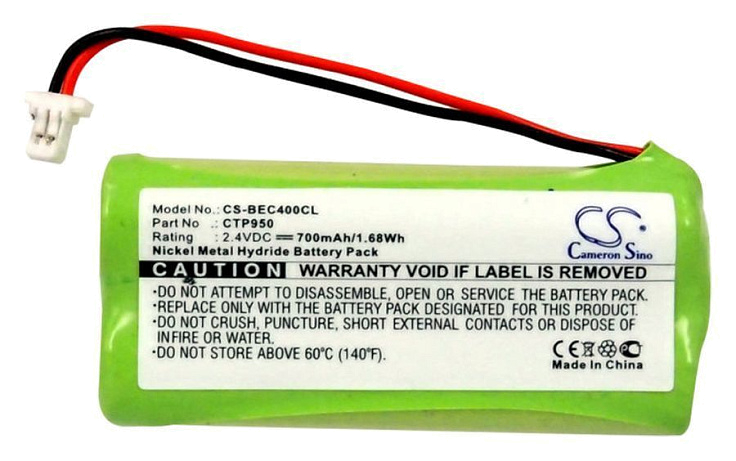 Model No.: CS-BEC400CL
Part No : CTP950
Rating : 2.4VDC ⎓ 700mAh/1.68Wh
Nickel Metal Hydride Battery Pack
CS
Cameron Sino
CAUTION WARRANTY VOID IF LABEL IS REMOVED
•DO NOT ATTEMPT TO DISASSEMBLE, OPEN OR SERVICE THE BATTERY PACK.
•REPLACE ONLY WITH THE BATTERY PACK DESIGNATED FOR THIS PRODUCT
•DO NOT CRUSH, PUNCTURE, SHORT EXTERNAL CONTACTS OR DISPOSE OF
INFIRE OR WATER.
•DO NOT STORE ABOVE 60°C (140°F).
CE
Made In China